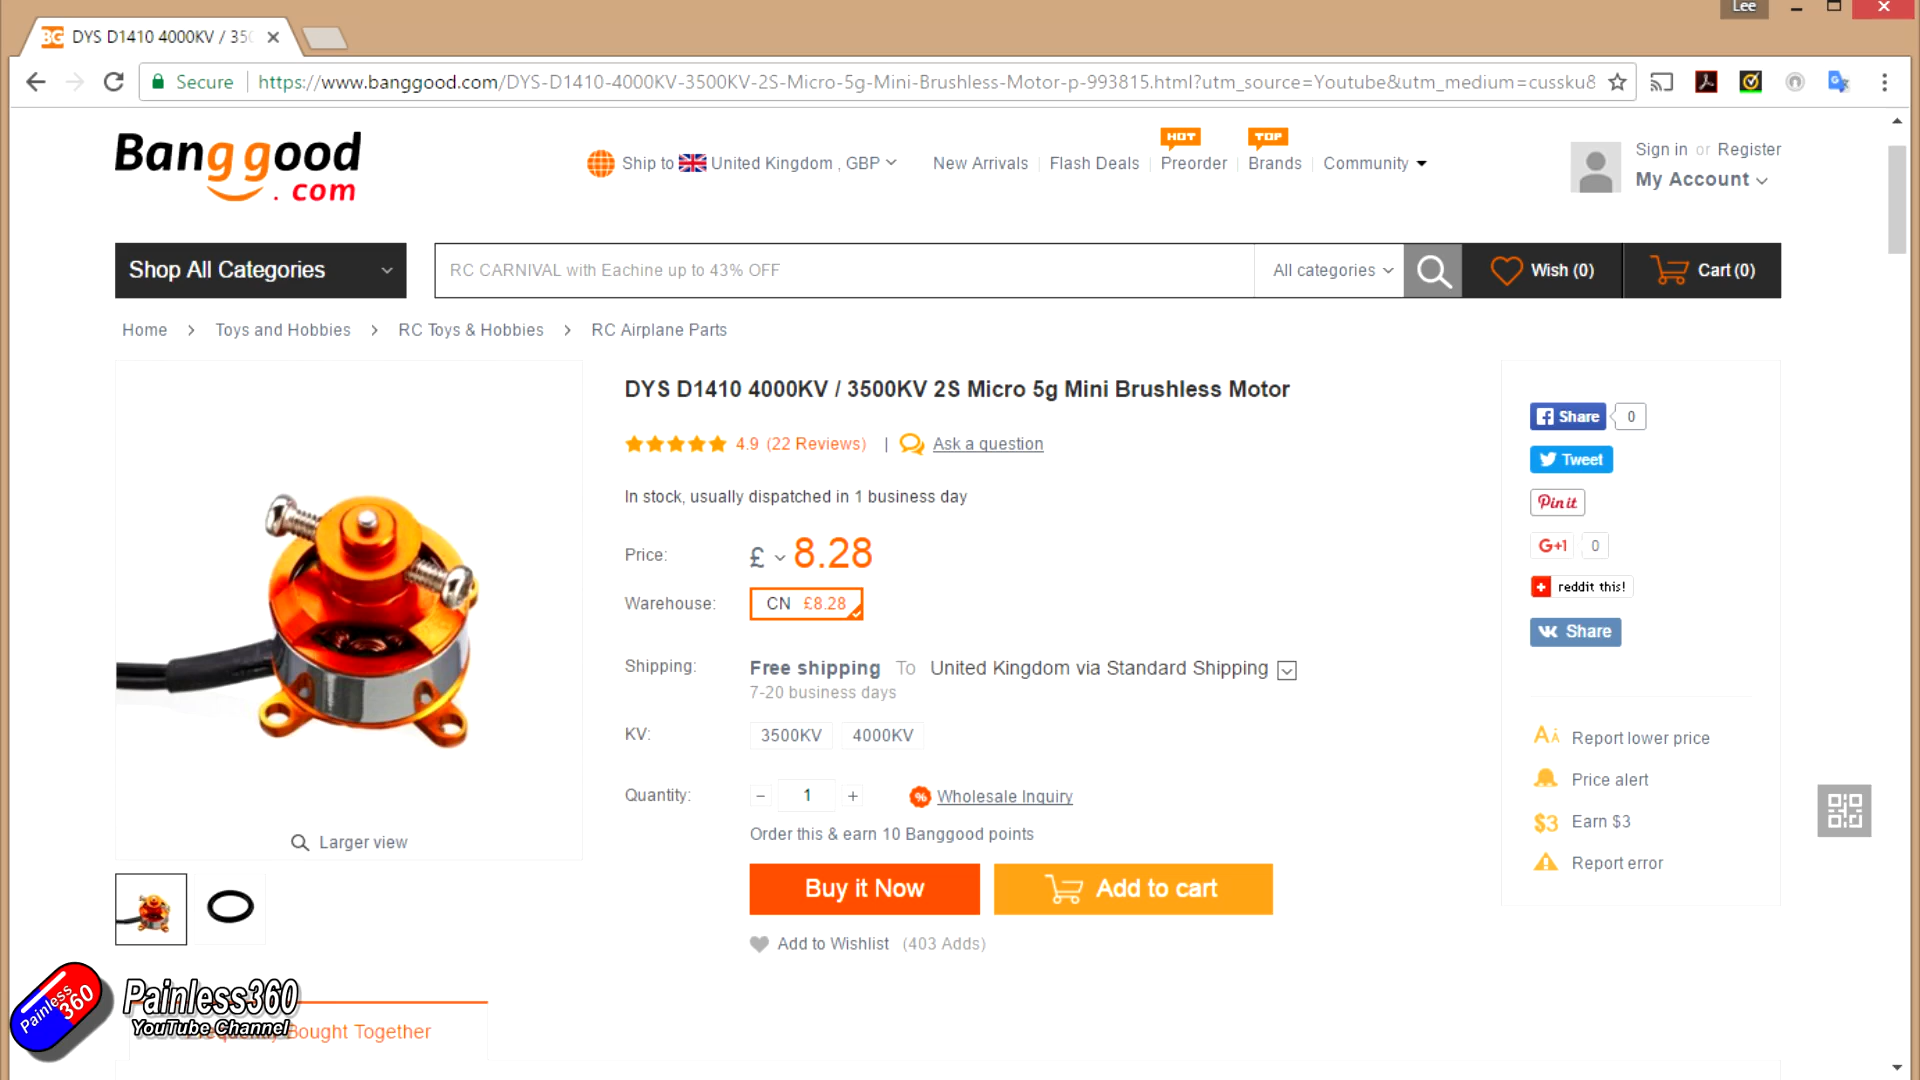 Lee
DYS D1410 4000KV / 350
Secure
https://www.banggood.com/DYS-D1410-4000KV-3500KV-2S-Micro-5g-Mini-Brushless-Motor-p-993815.html?utm_source=Youtube&utm_medium=cussku8
Banggood
.com
Ship to United Kingdom , GBP
New Arrivals
Flash Deals
HOT
Preorder
TOP
Brands
Community
Sign in or Register
My Account
Shop All Categories
RC CARNIVAL with Eachine up to 43% OFF
All categories
Wish (0)
Cart (0)
Home > Toys and Hobbies > RC Toys & Hobbies > RC Airplane Parts
DYS D1410 4000KV / 3500KV 2S Micro 5g Mini Brushless Motor
4.9 (22 Reviews) | Ask a question
In stock, usually dispatched in 1 business day
Price: £ 8.28
Warehouse: CN £8.28
Shipping: Free shipping To United Kingdom via Standard Shipping
7-20 business days
KV: 3500KV 4000KV
Quantity: − 1 + Wholesale Inquiry
Order this & earn 10 Banggood points
Buy it Now
Add to cart
Add to Wishlist (403 Adds)
Larger view
Share 0
Tweet
Pin it
G+1 0
reddit this!
Share
Report lower price
Price alert
$3 Earn $3
Report error
Painless
360
Painless360
YouTube Channel
Bought Together